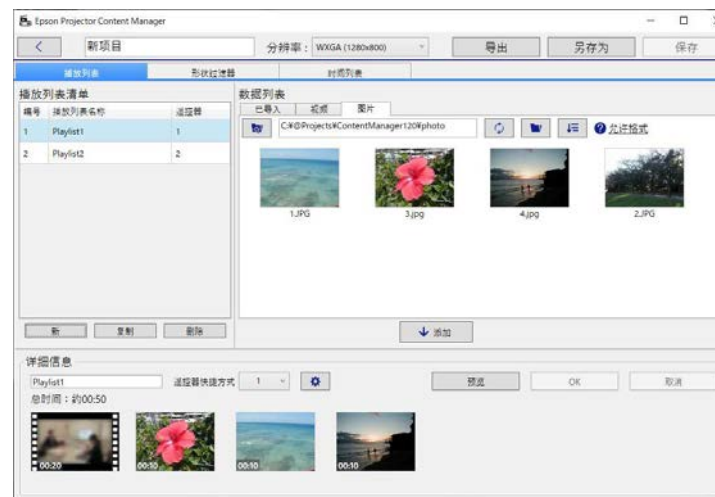 Epson Projector Content Manager
新项目 分辨率： WXGA (1280x800) 导出 另存为 保存
播放列表 形状过滤器 时间列表
播放列表清单
编号 播放列表名称 遥控器
1 Playlist1 1
2 Playlist2 2
新 复制 删除
数据列表
已导入 视频 图片
C:¥@Projects¥ContentManager120¥photo 允许格式
1.JPG 3.jpg 4.jpg 2.JPG
添加
详细信息
Playlist1 遥控器快捷方式 1 预览 OK 取消
总时间：約00:50
00:20 00:10 00:10 00:10